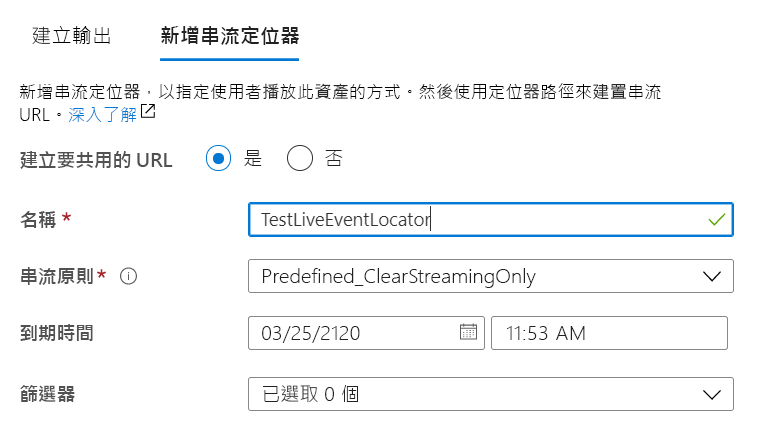 建立輸出 新增串流定位器
新增串流定位器，以指定使用者播放此資產的方式。然後使用定位器路徑來建置串流
URL。深入了解
建立要共用的 URL 是 否
名稱 * TestLiveEventLocator
串流原則* Predefined_ClearStreamingOnly
到期時間 03/25/2120 11:53 AM
篩選器 已選取 0 個